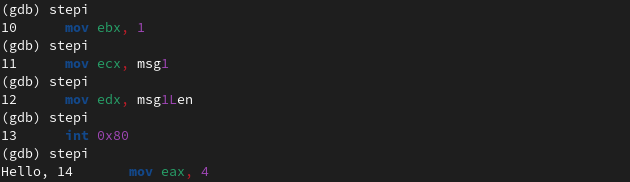 (gdb) stepi
10      mov ebx, 1
(gdb) stepi
11      mov ecx, msg1
(gdb) stepi
12      mov edx, msg1Len
(gdb) stepi
13      int 0x80
(gdb) stepi
Hello, 14       mov eax, 4